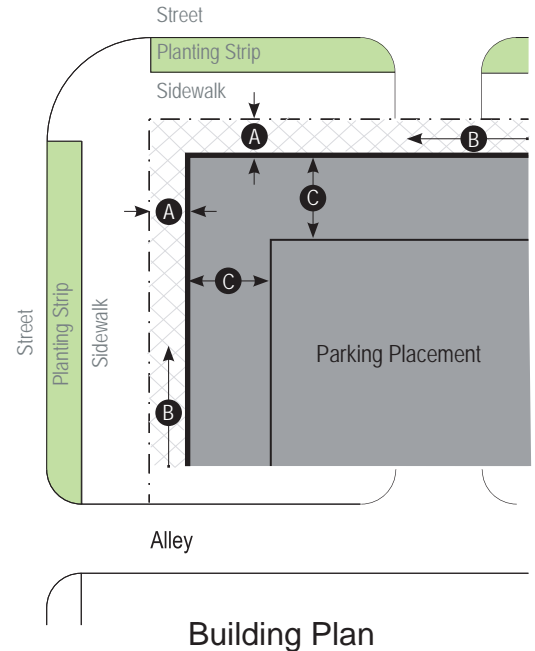 Street
Planting Strip
Sidewalk
A
B
A
C
C
Street
Planting Strip
Sidewalk
Parking Placement
B
Alley
Building Plan